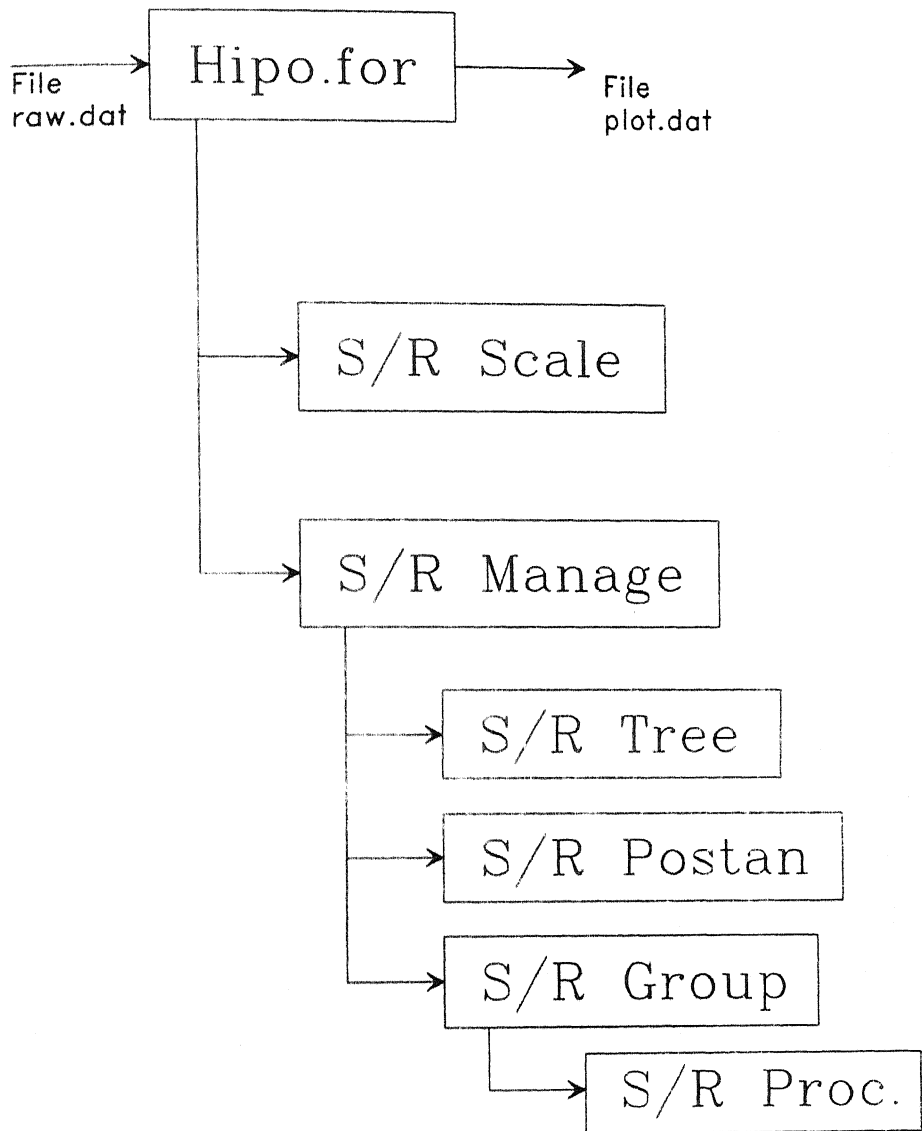 Hipo.for
File
raw.dat
File
plot.dat
S/R Scale
S/R Manage
S/R Tree
S/R Postan
S/R Group
S/R Proc.